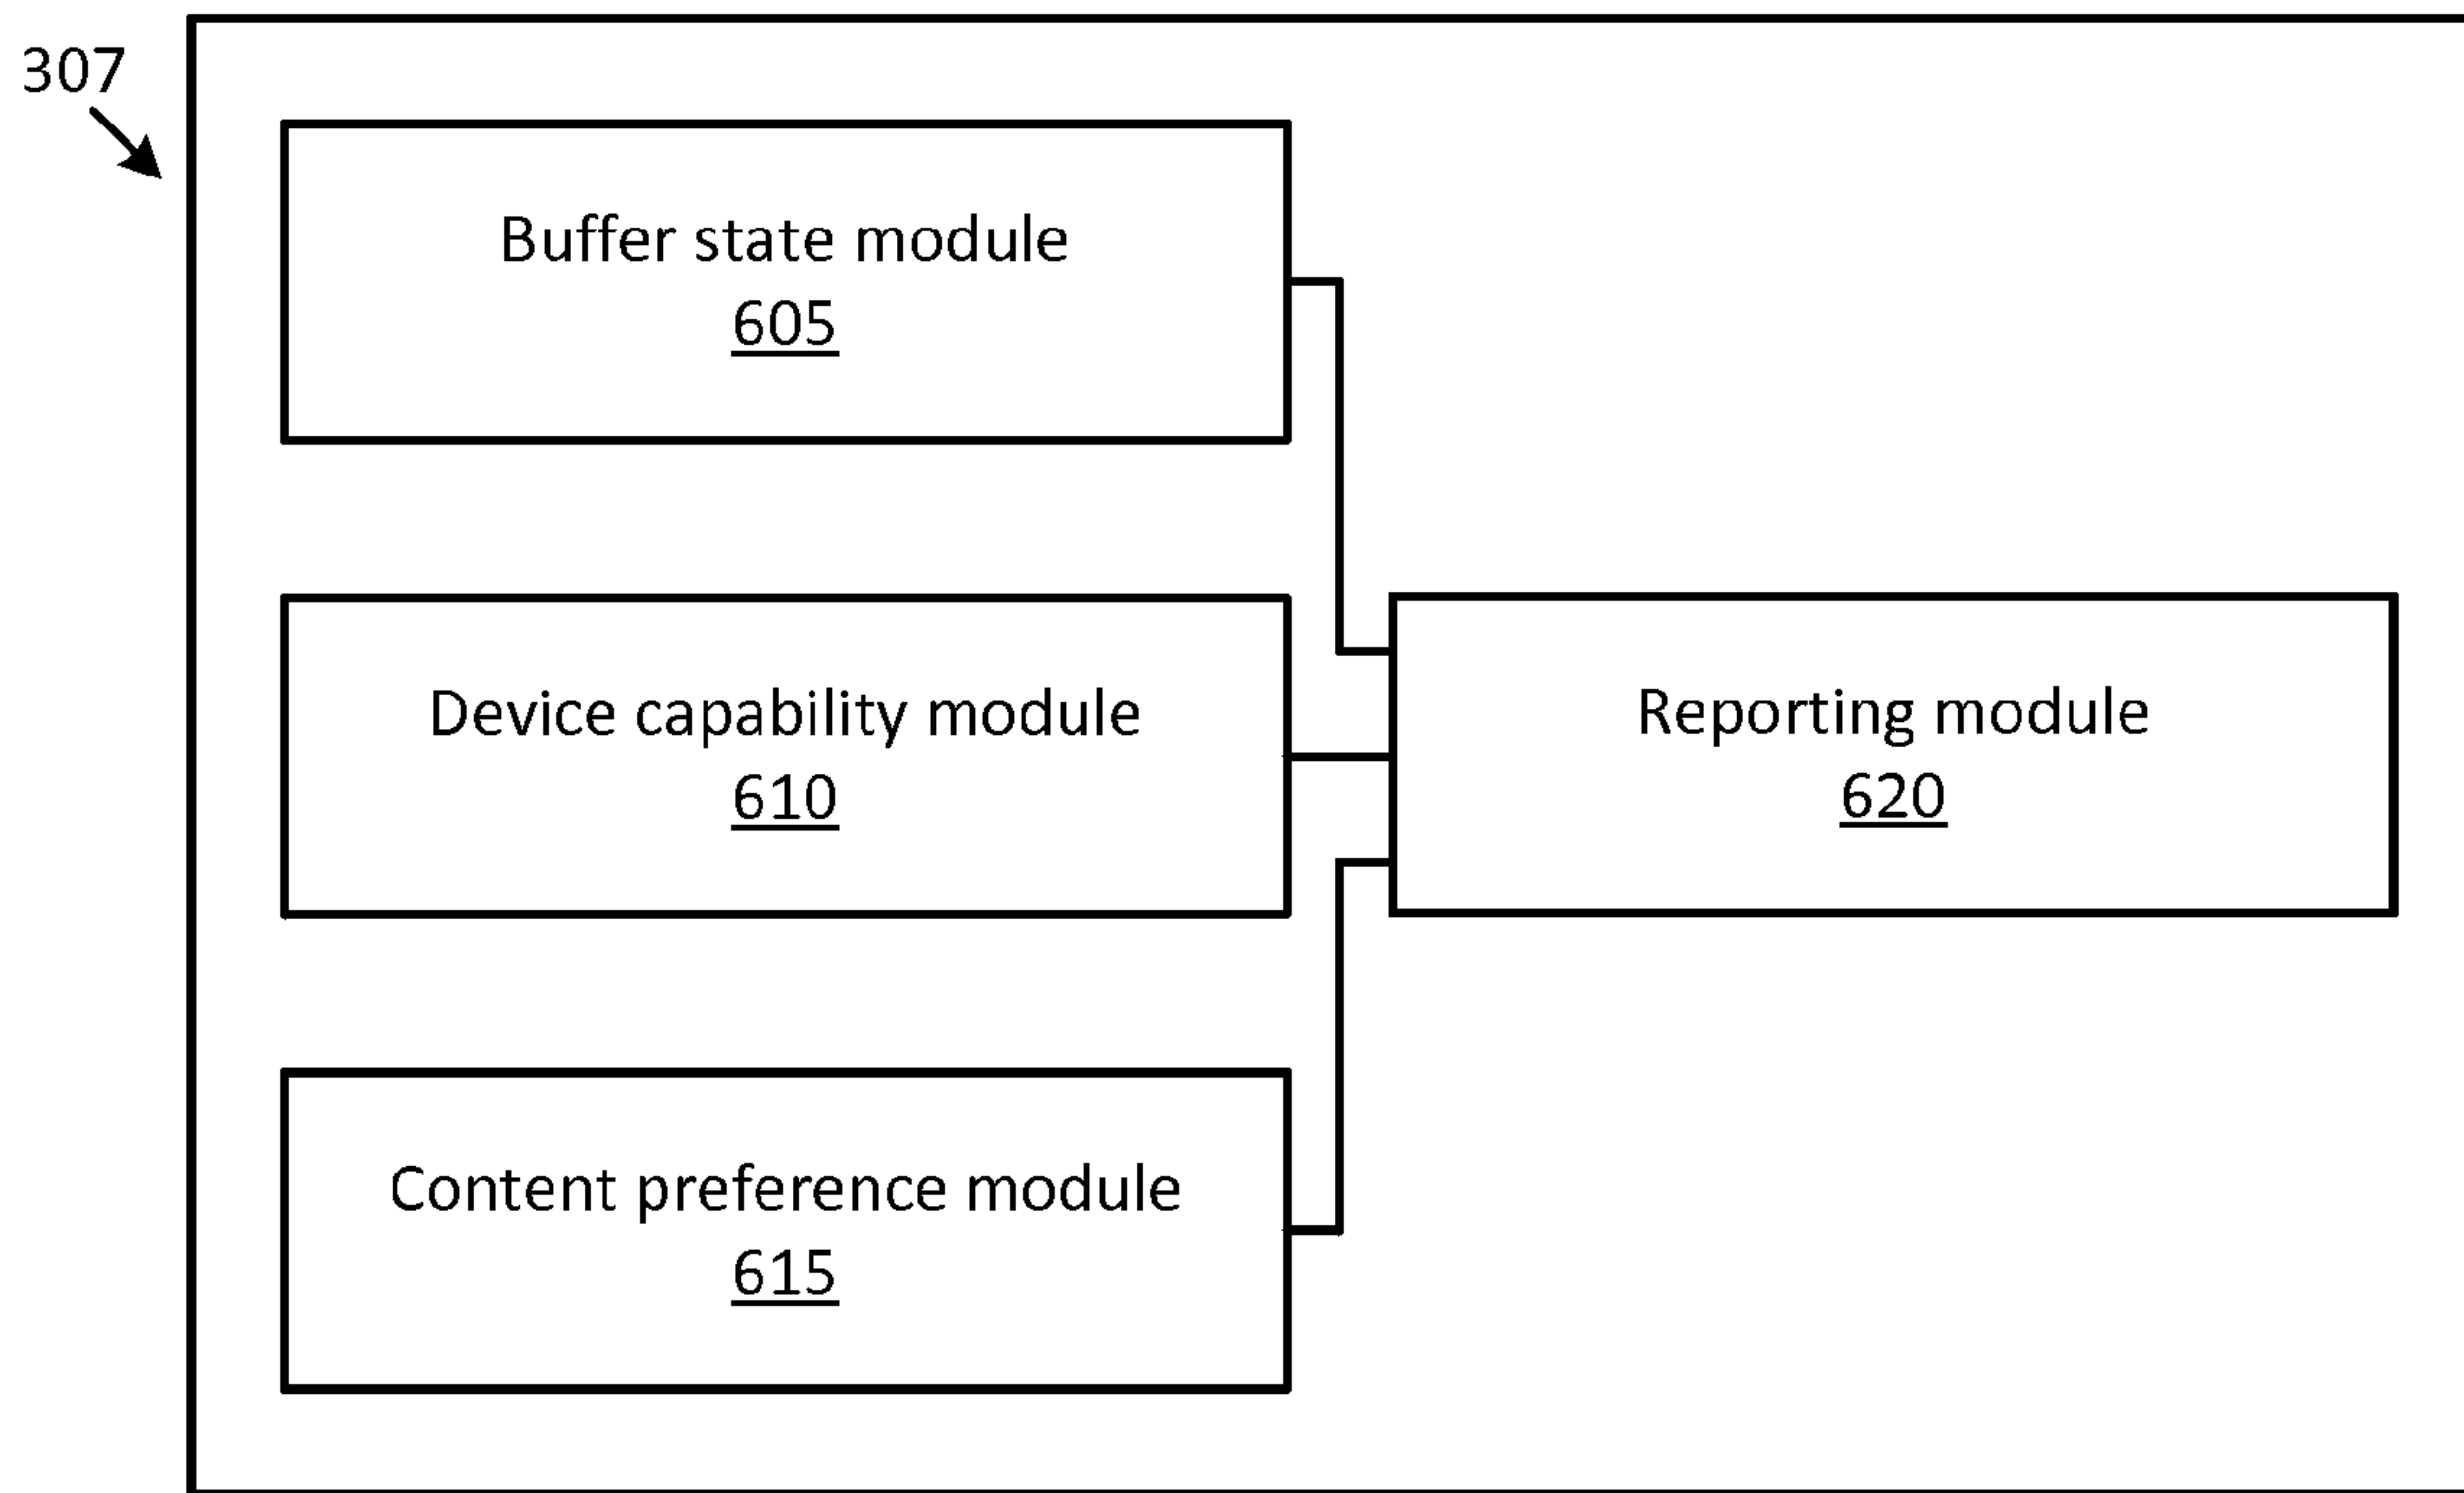 307
Buffer state module
605
Device capability module
610
Reporting module
620
Content preference module
615